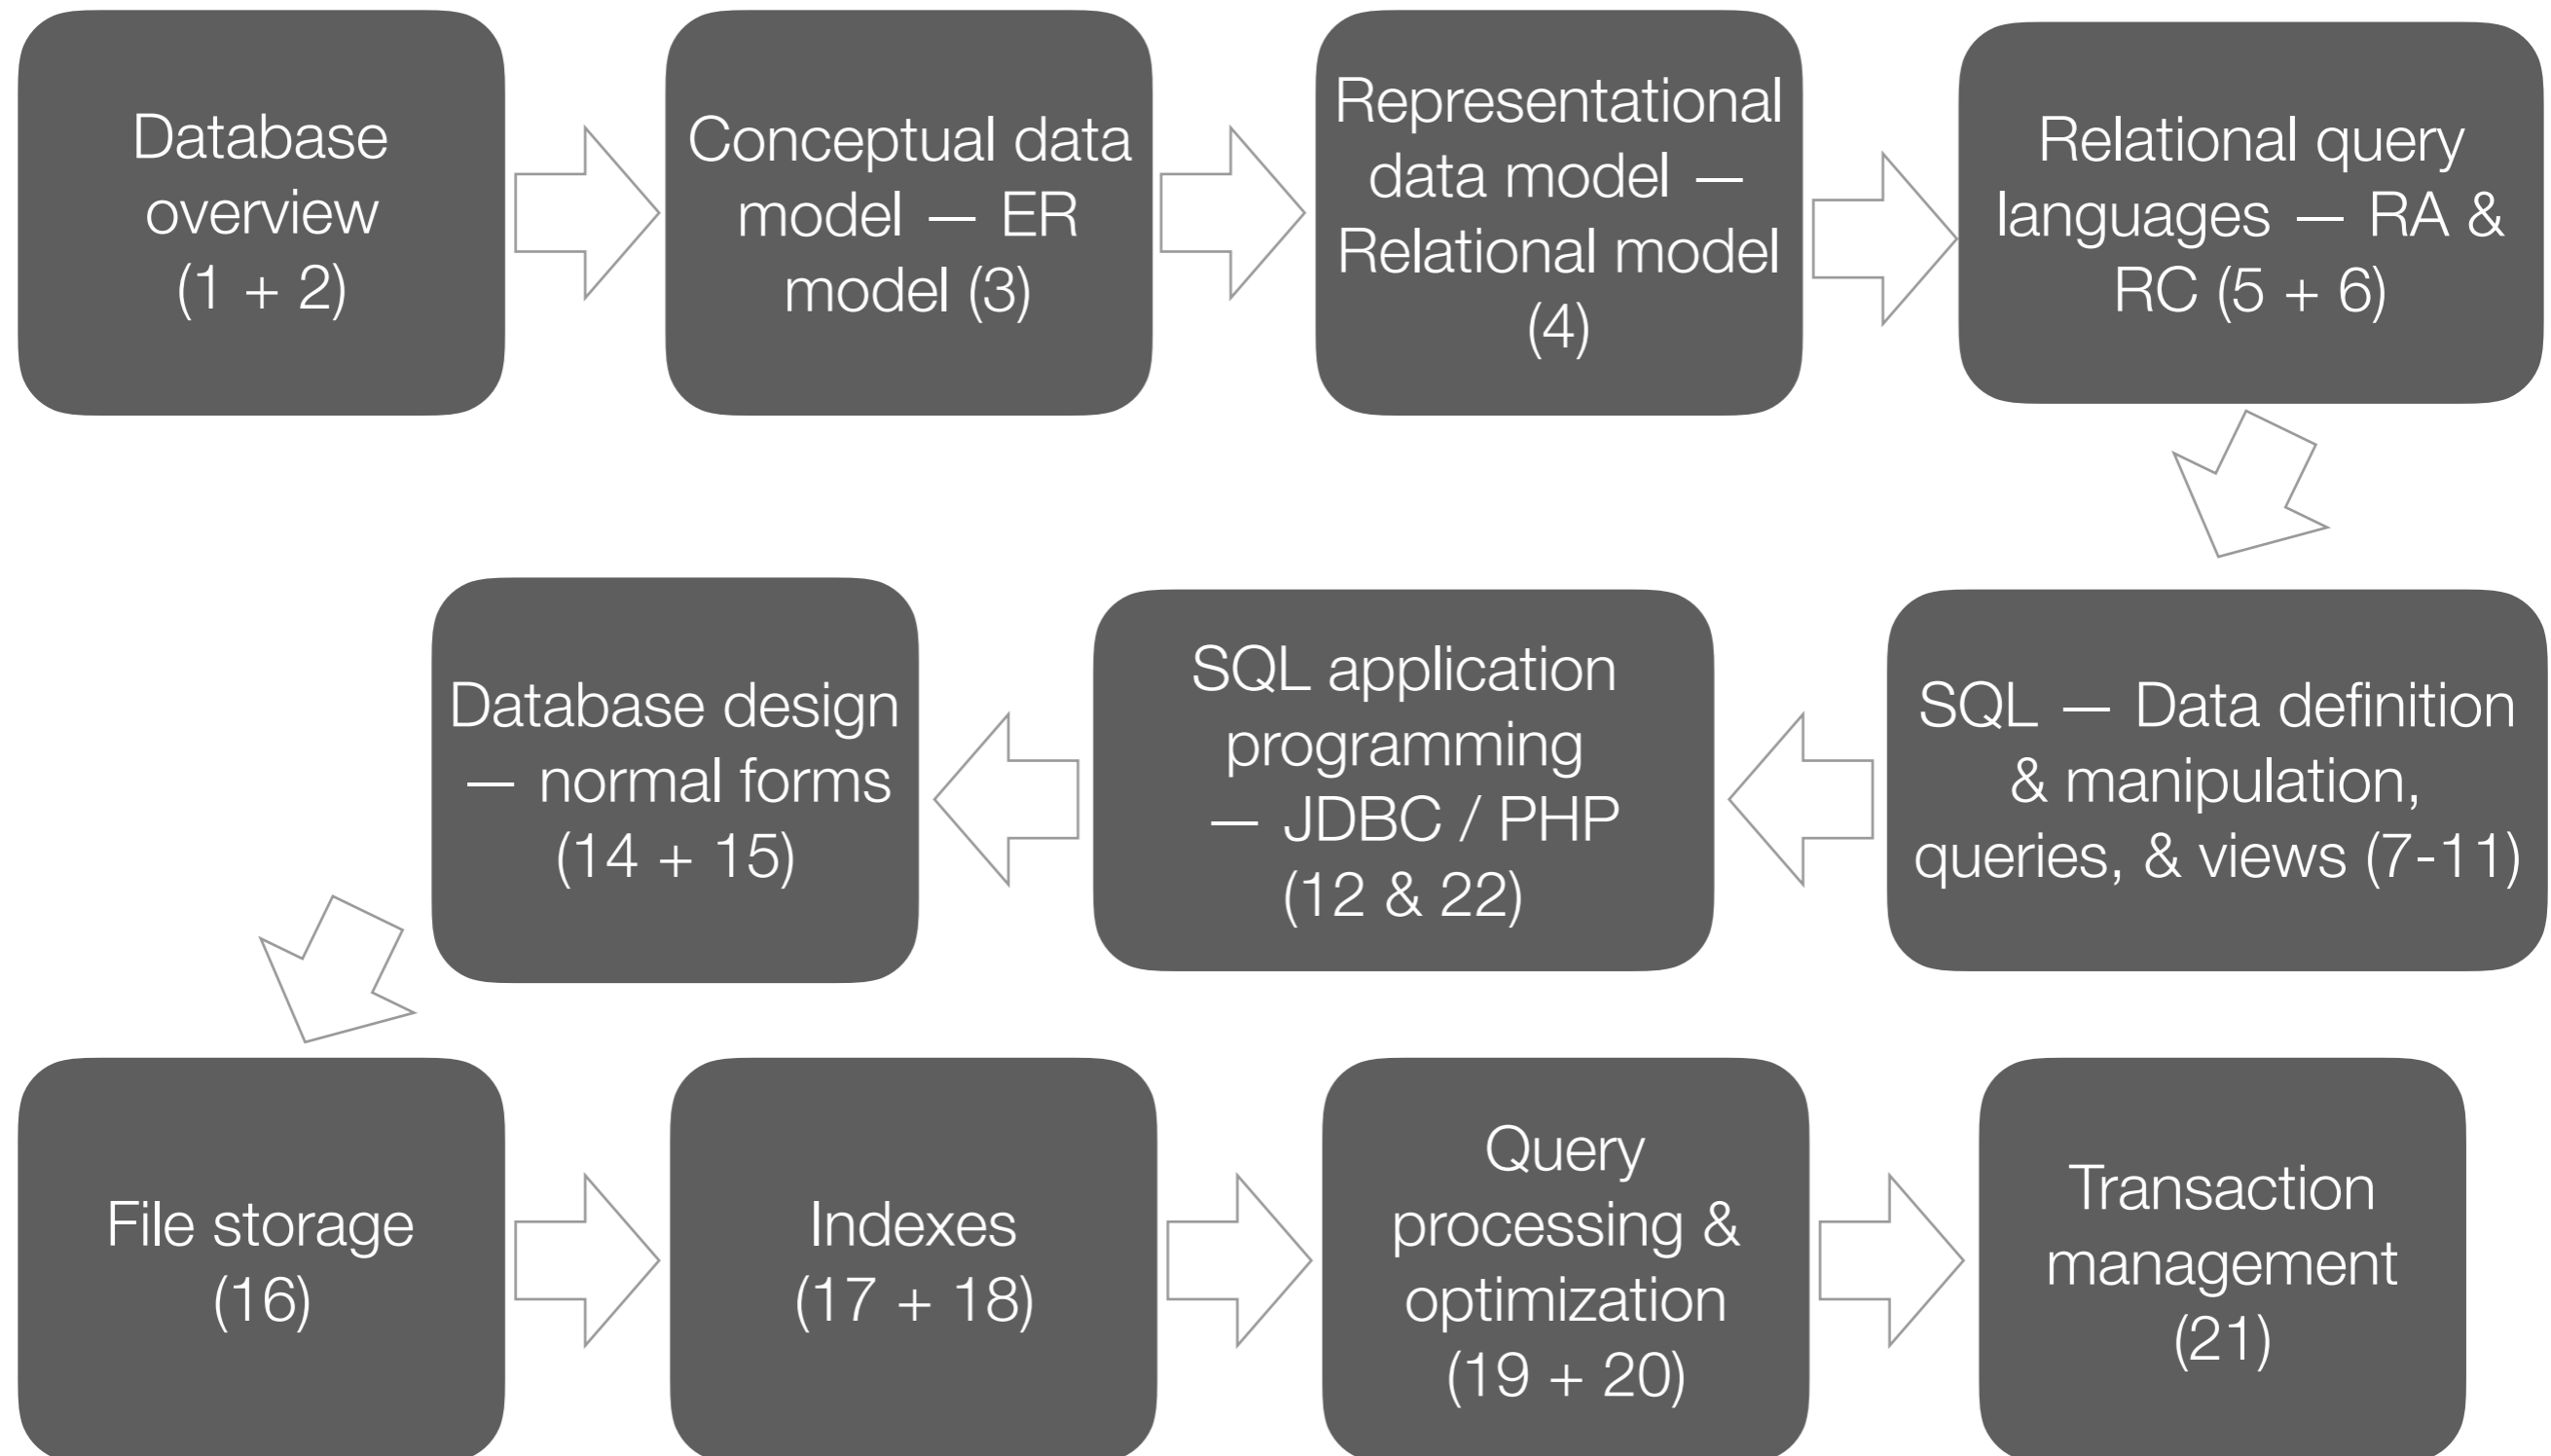 Database
overview
(1 + 2)
Conceptual data
model — ER
model (3)
Representational
data model —
Relational model
(4)
Relational query
languages — RA &
RC (5 + 6)
SQL — Data definition
& manipulation,
queries, & views (7-11)
SQL application
programming
— JDBC / PHP
(12 & 22)
Database design
— normal forms
(14 + 15)
File storage
(16)
Indexes
(17 + 18)
Query
processing &
optimization
(19 + 20)
Transaction
management
(21)